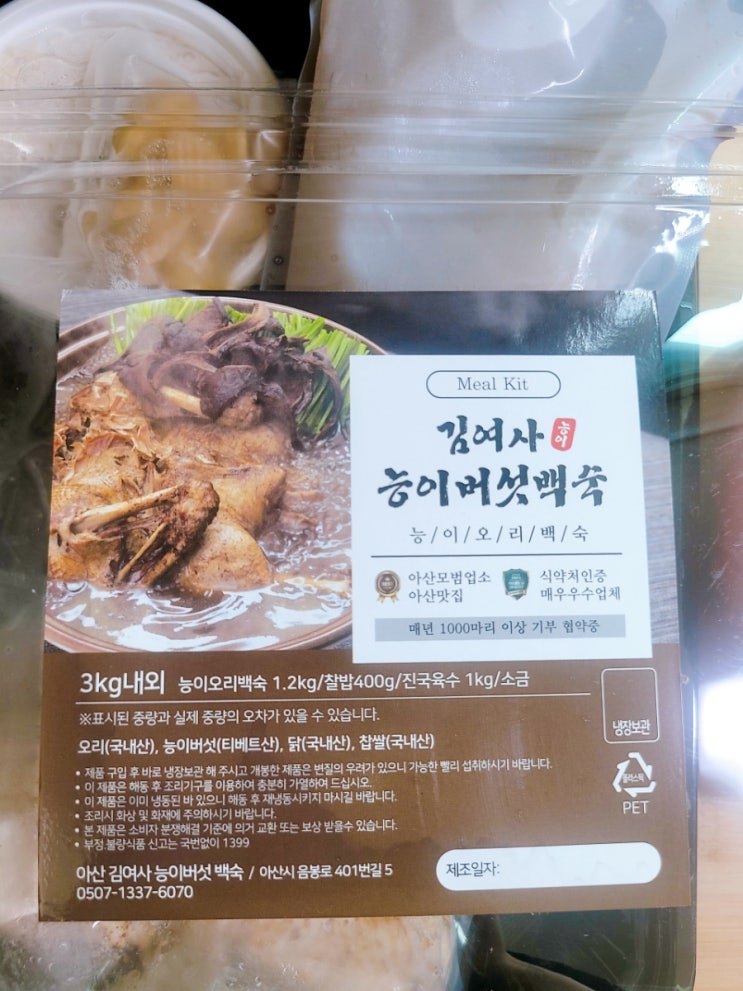 Meal Kit
김여사 능이
능이버섯백숙
능/이/오/리/백/숙
아산모범업소
아산맛집
식약처인증
매우우수업체
매년 1000마리 이상 기부 협약중
3kg내외 능이오리백숙 1.2kg/찰밥400g/진국육수 1kg/소금
※표시된 중량과 실제 중량의 오차가 있을 수 있습니다.
오리(국내산), 능이버섯(티베트산), 닭(국내산), 찹쌀(국내산)
• 제품 구입 후 바로 냉장보관 해 주시고 개봉한 제품은 변질의 우려가 있으니 가능한 빨리 섭취하시기 바랍니다.
• 이 제품은 해동 후 조리기구를 이용하여 충분히 가열하여 드십시오.
• 이 제품은 이미 냉동된 바 있으니 해동 후 재냉동시키지 마시길 바랍니다.
• 조리시 화상 및 화재에 주의하시기 바랍니다.
• 본 제품은 소비자 분쟁해결 기준에 의거 교환 또는 보상 받을수 있습니다.
• 부정 불량식품 신고는 국번없이 1399
냉장보관
플라스틱
PET
아산 김여사 능이버섯 백숙 / 아산시 음봉로 401번길 5
0507-1337-6070
제조일자: